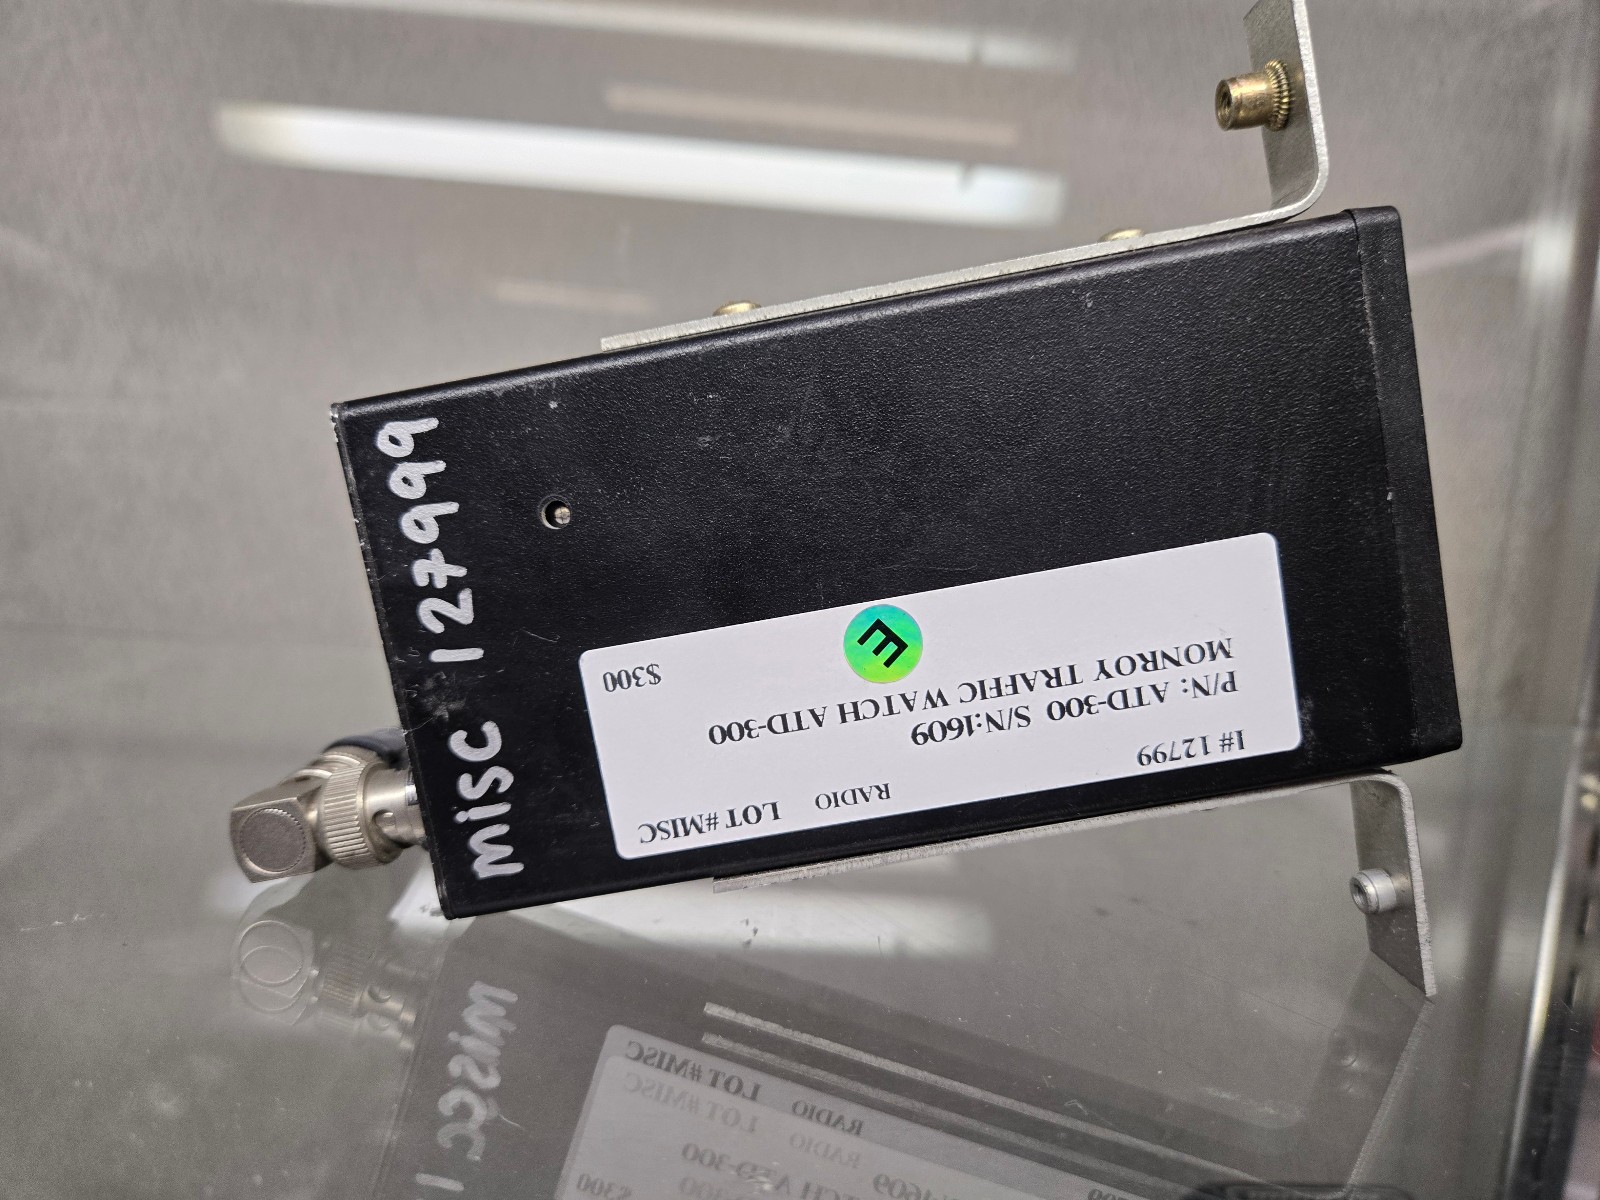 MISC 127999
I# 12799 RADIO LOT #MISC
P/N: ATD-300 S/N:1609
MONROY TRAFFIC WATCH ATD-300
E
$300